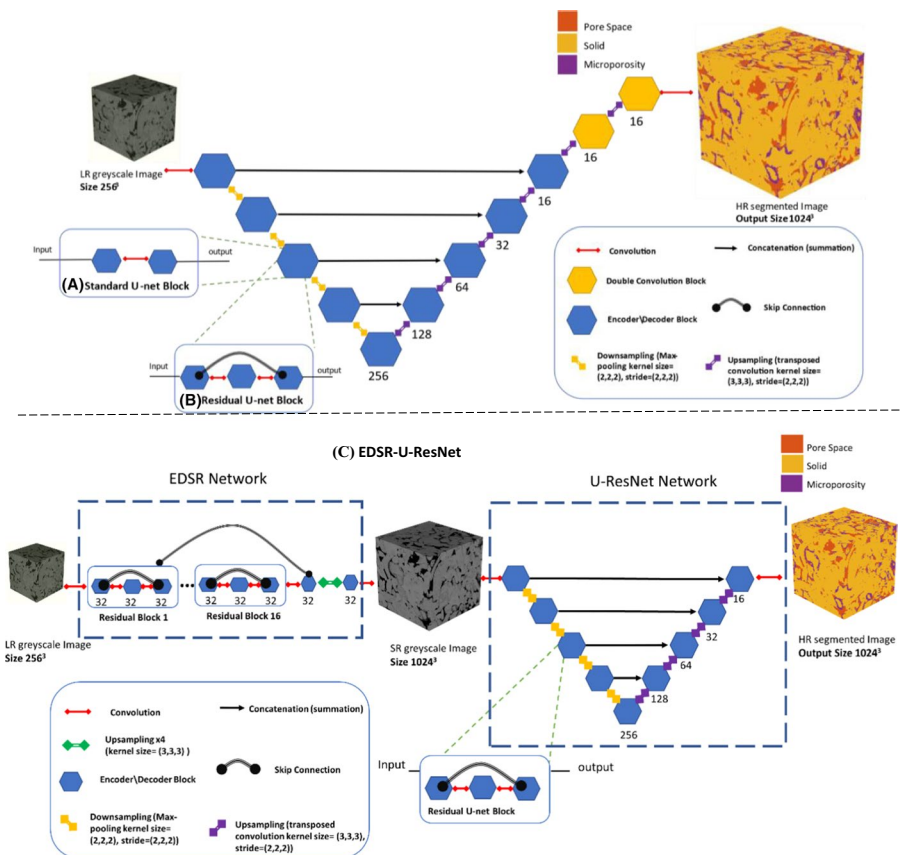 Pore Space
Solid
Microporosity
LR greyscale Image
Size 256³
16
16
16
32
64
128
256
HR segmented Image
Output Size 1024³
Input
output
(A)
Standard U-net Block
Input
output
(B)
Residual U-net Block
Convolution
Concatenation (summation)
Double Convolution Block
Encoder\Decoder Block
Skip Connection
Downsampling (Max-
pooling kernel size=
(2,2,2), stride=(2,2,2))
Upsampling (transposed
convolution kernel size=
(3,3,3), stride=(2,2,2))
(C) EDSR-U-ResNet
EDSR Network
U-ResNet Network
Pore Space
Solid
Microporosity
32 32 32
32 32 32
32
32
Residual Block 1
Residual Block 16
LR greyscale Image
Size 256³
SR greyscale Image
Size 1024³
16
32
64
128
256
HR segmented Image
Output Size 1024³
Input
output
Residual U-net Block
Convolution
Concatenation (summation)
Upsampling x4
(kernel size= (3,3,3) )
Encoder\Decoder Block
Skip Connection
Downsampling (Max-
pooling kernel size=
(2,2,2), stride=(2,2,2))
Upsampling (transposed
convolution kernel size= (3,3,3),
stride=(2,2,2))